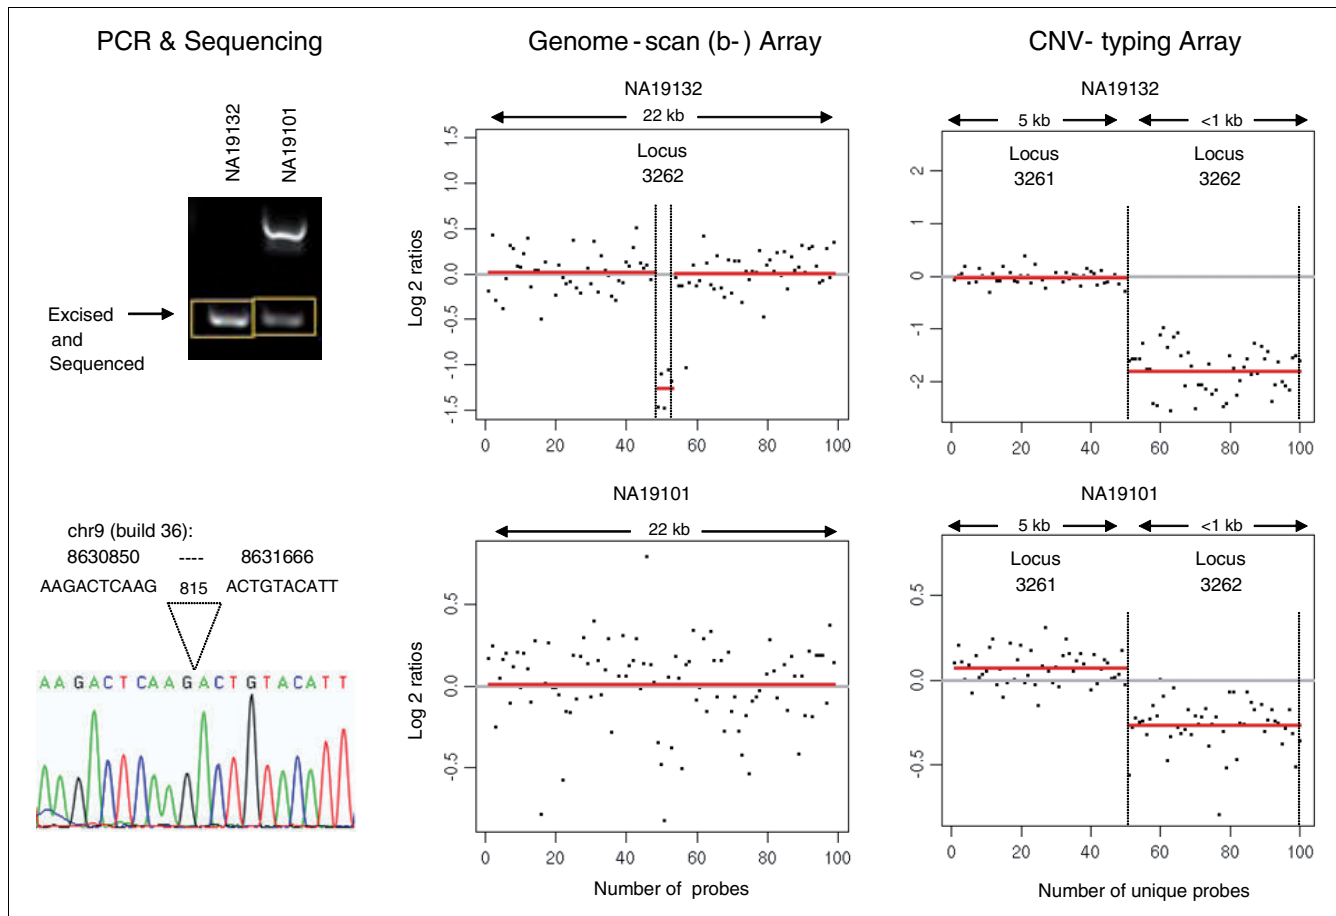 PCR & Sequencing
Genome-scan (b-) Array
CNV- typing Array
NA19132
NA19101
Excised
and
Sequenced
chr9 (build 36):
8630850 ---- 8631666
AAGACTCAAG 815 ACTGTACATT
AAGACTCAAGACTGTACATT
NA19132
22 kb
Locus
3262
Log 2 ratios
1.5
1.0
0.5
0.0
-0.5
-1.0
-1.5
0 20 40 60 80 100
NA19101
22 kb
Log 2 ratios
0.5
0.0
-0.5
0 20 40 60 80 100
Number of probes
NA19132
5 kb <1 kb
Locus Locus
3261 3262
2
1
0
-1
-2
0 20 40 60 80 100
NA19101
5 kb <1 kb
Locus Locus
3261 3262
0.5
0.0
-0.5
0 20 40 60 80 100
Number of unique probes